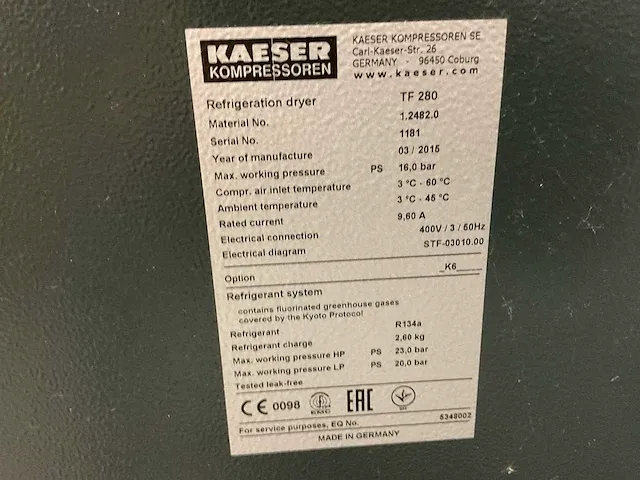 KAESER
KOMPRESSOREN
KAESER KOMPRESSOREN SE
Carl-Kaeser-Str. 26
GERMANY - 96450 Coburg
www.kaeser.com
Refrigeration dryer TF 280
Material No. 1.2482.0
Serial No. 1181
Year of manufacture 03 / 2015
Max. working pressure PS 16,0 bar
Compr. air inlet temperature 3 °C - 60 °C
Ambient temperature 3 °C - 45 °C
Rated current 9,60 A
Electrical connection 400V / 3 / 50Hz
Electrical diagram STF-03010.00
Option _K6____
Refrigerant system
contains fluorinated greenhouse gases
covered by the Kyoto Protocol
Refrigerant R134a
Refrigerant charge 2,60 kg
Max. working pressure HP PS 23,0 bar
Max. working pressure LP PS 20,0 bar
Tested leak-free
CE 0098 EMC EAC
For service purposes, EQ No. 5348002
MADE IN GERMANY